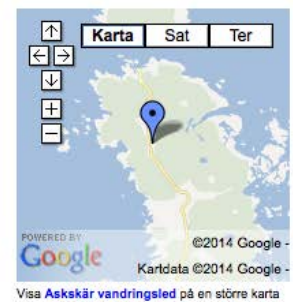 Karta Sat Ter
POWERED BY
Google
©2014 Google -
Kartdata ©2014 Google -
Visa Askskär vandringsled på en större karta